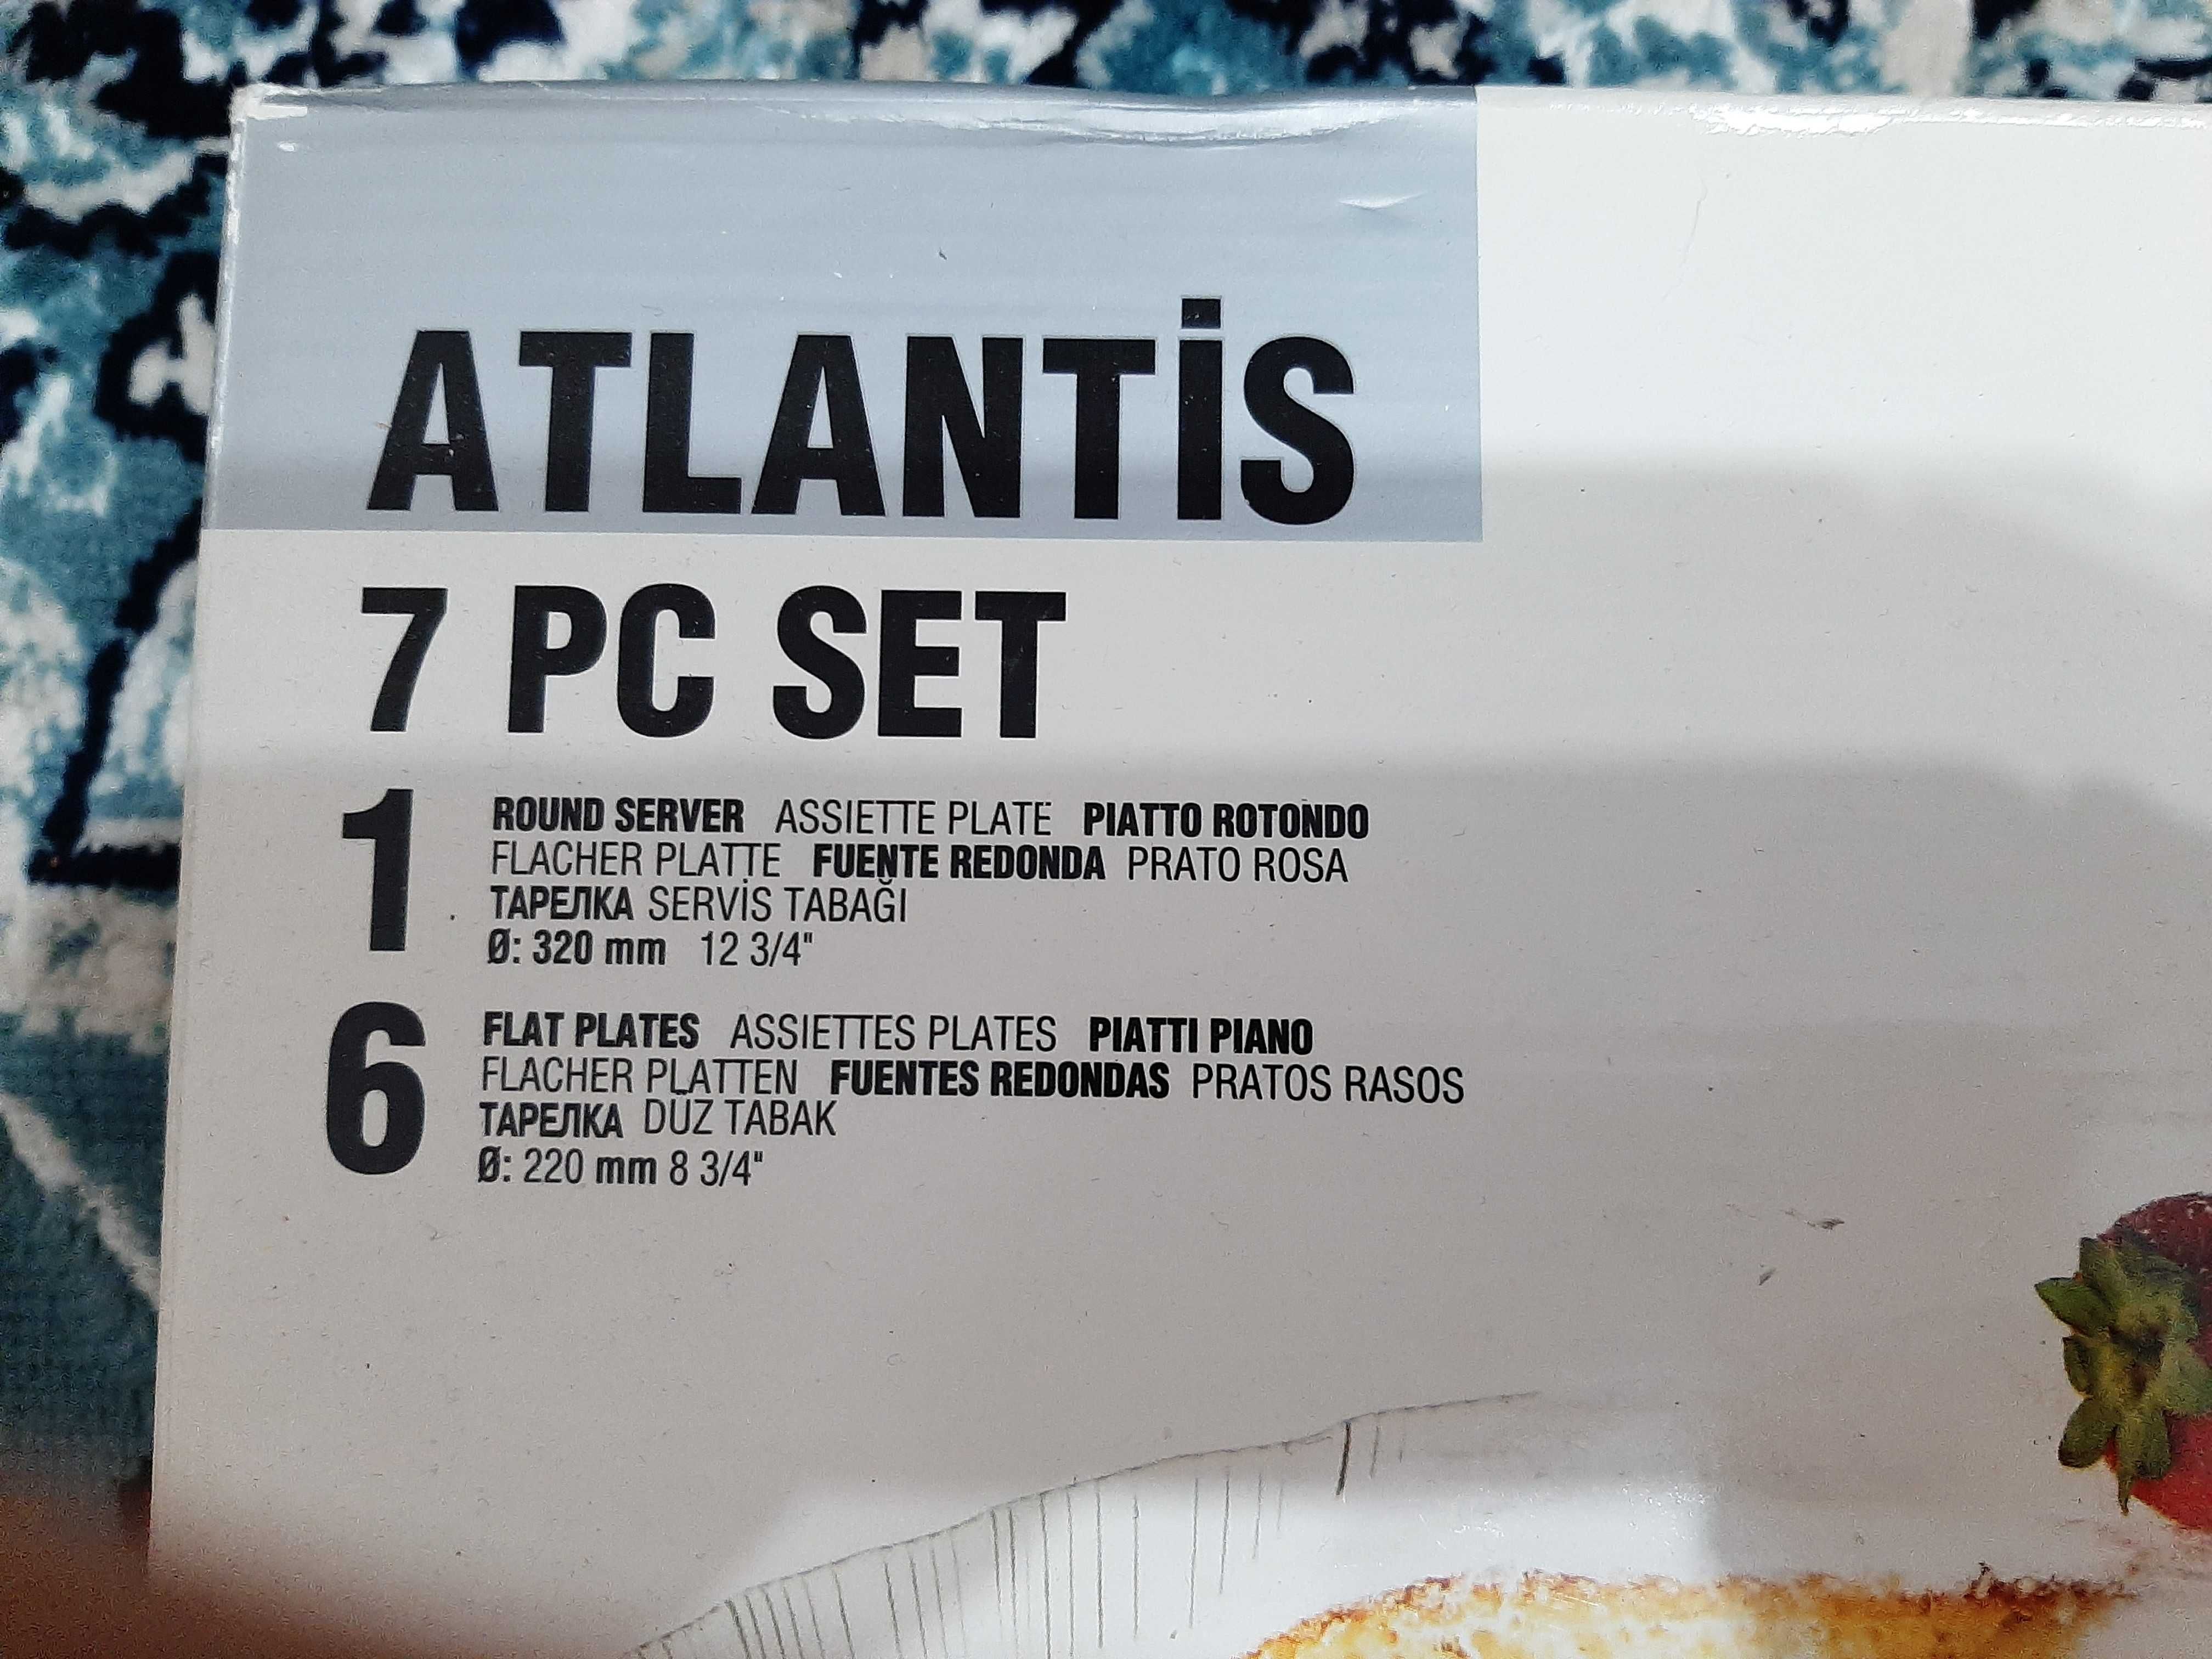 ATLANTİS
7 PC SET
1
ROUND SERVER ASSIETTE PLATE PIATTO ROTONDO
FLACHER PLATTE FUENTE REDONDA PRATO ROSA
ТАРЕЛКА SERVİS TABAĞI
Ø: 320 mm 12 3/4"
6
FLAT PLATES ASSIETTES PLATES PIATTI PIANO
FLACHER PLATTEN FUENTES REDONDAS PRATOS RASOS
ТАРЕЛКА DÜZ TABAK
Ø: 220 mm 8 3/4"